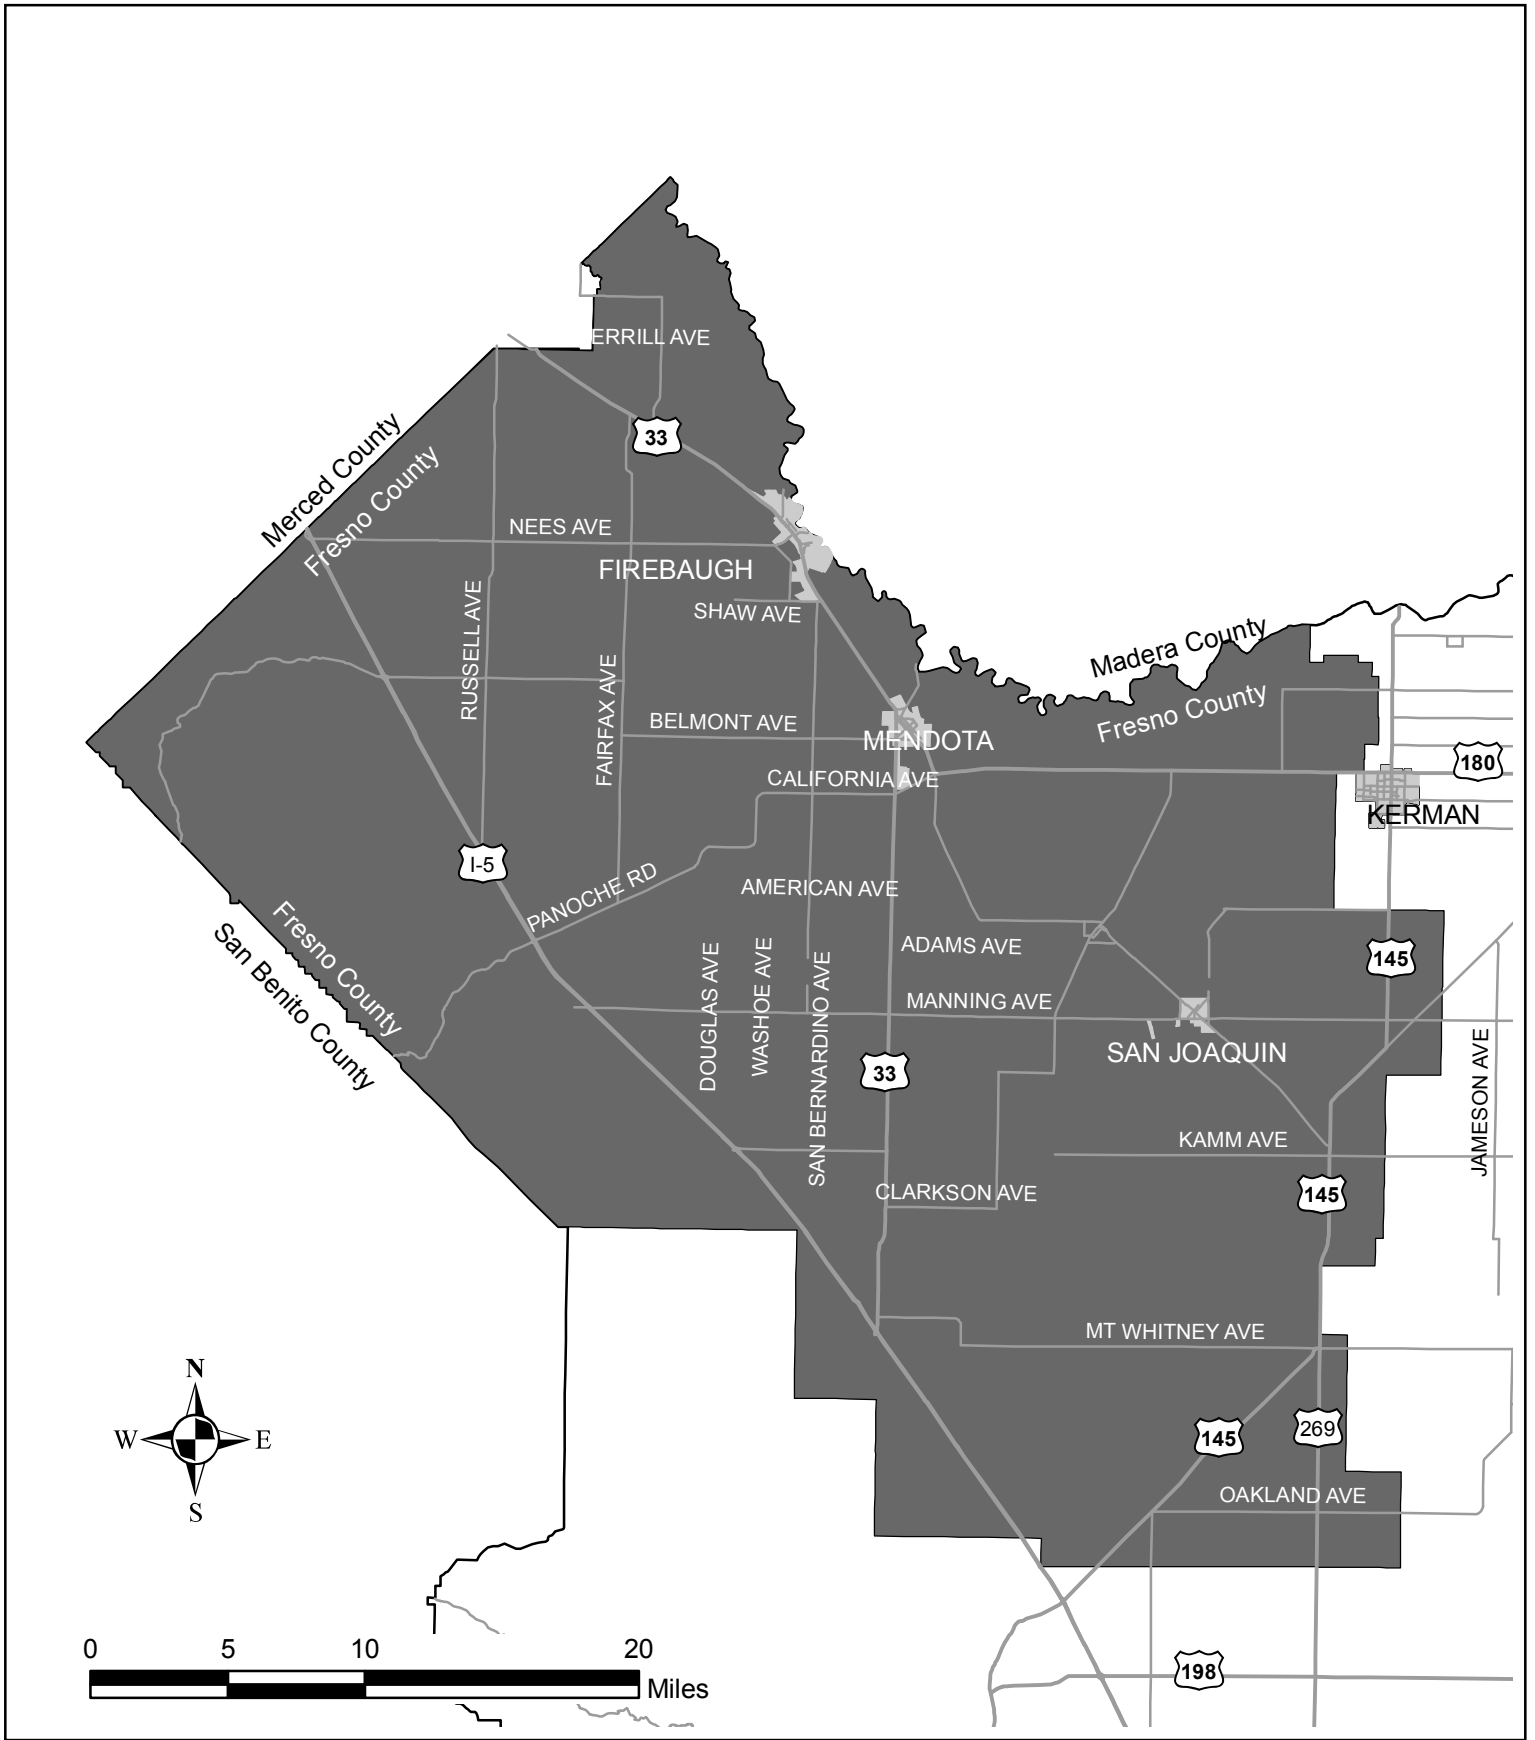 ERRILL AVE
33
Merced County
Fresno County
NEES AVE
FIREBAUGH
SHAW AVE
RUSSELL AVE
FAIRFAX AVE
Madera County
Fresno County
BELMONT AVE
MENDOTA
CALIFORNIA AVE
180
KERMAN
I-5
PANOCHE RD
AMERICAN AVE
Fresno County
San Benito County
ADAMS AVE
145
DOUGLAS AVE
WASHOE AVE
SAN BERNARDINO AVE
MANNING AVE
SAN JOAQUIN
33
JAMESON AVE
KAMM AVE
CLARKSON AVE
145
MT WHITNEY AVE
N
W
E
S
145
269
OAKLAND AVE
0 5 10 20
Miles
198